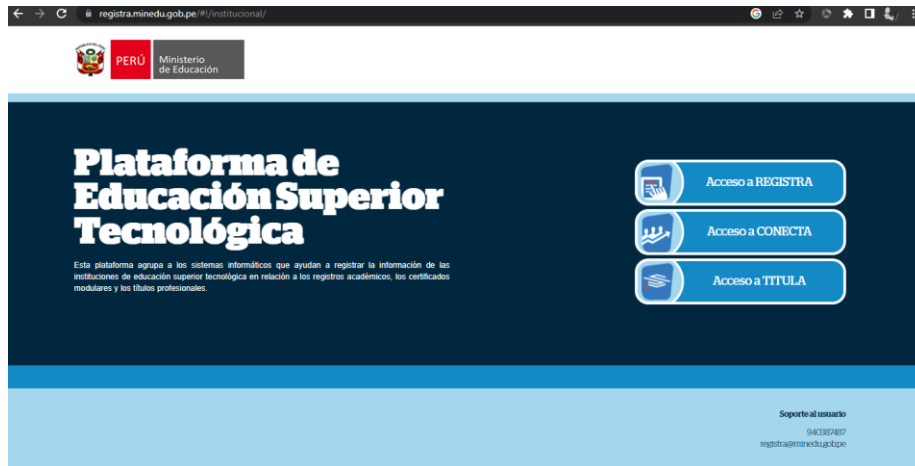 registra.minedu.gob.pe/#!/institucional/
PERÚ
Ministerio
de Educación
Plataforma de
Educación Superior
Tecnológica
Esta plataforma agrupa a los sistemas informáticos que ayudan a registrar la información de las
instituciones de educación superior tecnológica en relación a los registros académicos, los certificados
modulares y los títulos profesionales.
Acceso a REGISTRA
Acceso a CONECTA
Acceso a TITULA
Soporte al usuario
940387487
registra@minedu.gob.pe